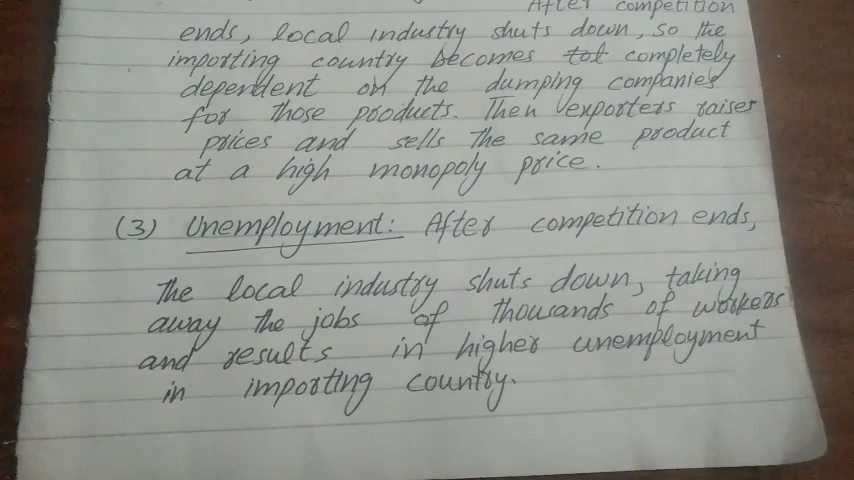 After competition
ends, local industry shuts down, so the
importing country becomes tot completely
dependent on the dumping companies
for those products. Then exporters raises
prices and sells the same product
at a high monopoly price.
(3) Unemployment: After competition ends,
The local industry shuts down, taking
away the jobs of thousands of workers
and results in higher unemployment
in importing country.